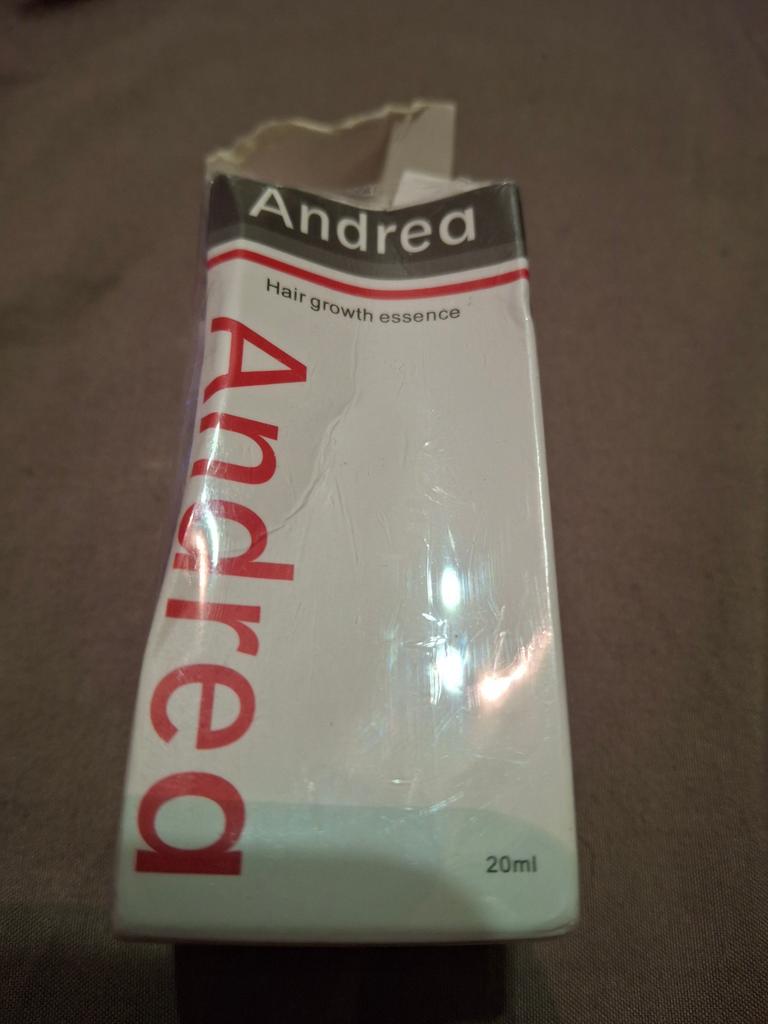 Andrea
Hair growth essence
Andrea
20ml